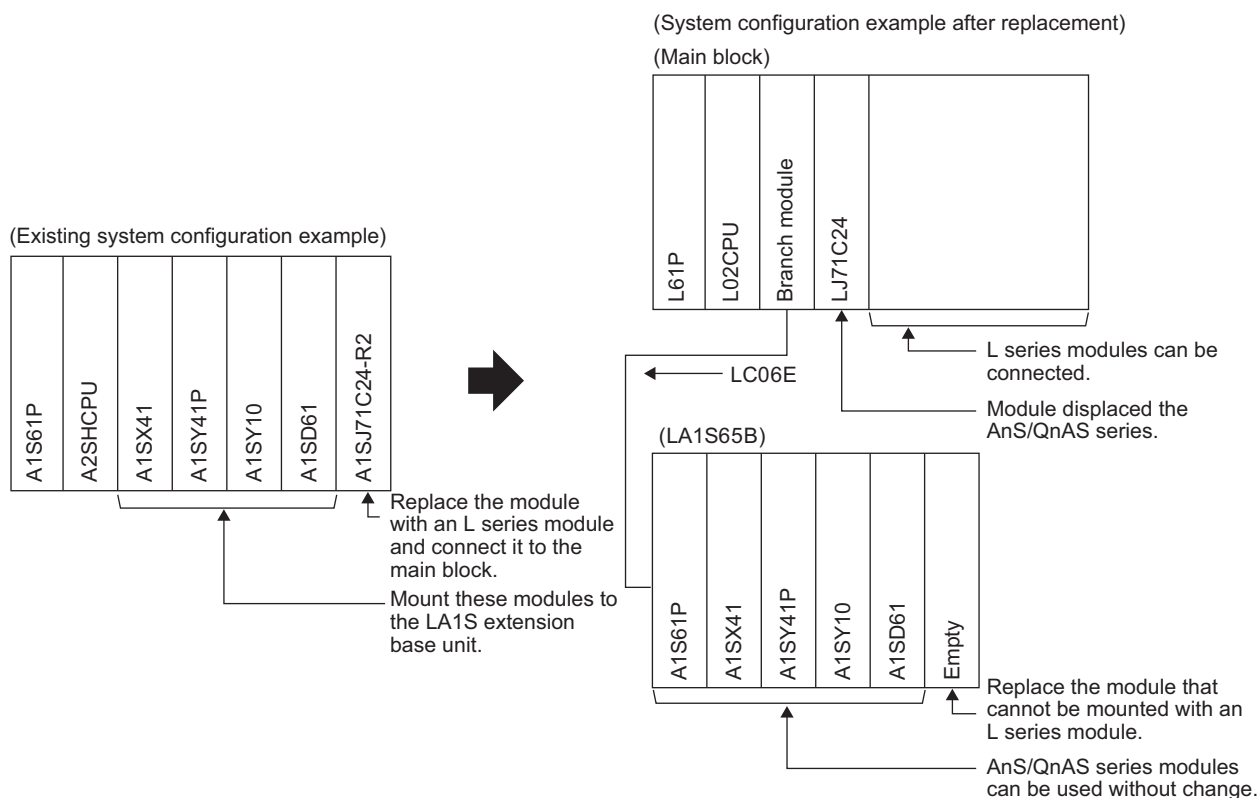 (System configuration example after replacement)
(Main block)
L61P
L02CPU
Branch module
LJ71C24
L series modules can be
connected.
Module displaced the
AnS/QnAS series.
LC06E
(Existing system configuration example)
A1S61P
A2SHCPU
A1SX41
A1SY41P
A1SY10
A1SD61
A1SJ71C24-R2
Replace the module
with an L series module
and connect it to the
main block.
Mount these modules to
the LA1S extension
base unit.
(LA1S65B)
A1S61P
A1SX41
A1SY41P
A1SY10
A1SD61
Empty
Replace the module that
cannot be mounted with an
L series module.
AnS/QnAS series modules
can be used without change.